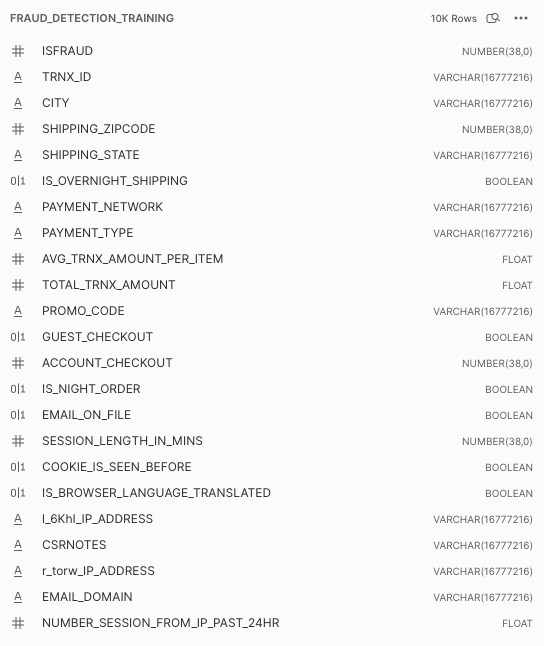 FRAUD_DETECTION_TRAINING 10K Rows
# ISFRAUD NUMBER(38,0)
A TRNX_ID VARCHAR(16777216)
A CITY VARCHAR(16777216)
# SHIPPING_ZIPCODE NUMBER(38,0)
A SHIPPING_STATE VARCHAR(16777216)
0|1 IS_OVERNIGHT_SHIPPING BOOLEAN
A PAYMENT_NETWORK VARCHAR(16777216)
A PAYMENT_TYPE VARCHAR(16777216)
# AVG_TRNX_AMOUNT_PER_ITEM FLOAT
# TOTAL_TRNX_AMOUNT FLOAT
A PROMO_CODE VARCHAR(16777216)
0|1 GUEST_CHECKOUT BOOLEAN
# ACCOUNT_CHECKOUT NUMBER(38,0)
0|1 IS_NIGHT_ORDER BOOLEAN
0|1 EMAIL_ON_FILE BOOLEAN
# SESSION_LENGTH_IN_MINS NUMBER(38,0)
0|1 COOKIE_IS_SEEN_BEFORE BOOLEAN
0|1 IS_BROWSER_LANGUAGE_TRANSLATED BOOLEAN
A l_6Khl_IP_ADDRESS VARCHAR(16777216)
A CSRNOTES VARCHAR(16777216)
A r_torw_IP_ADDRESS VARCHAR(16777216)
A EMAIL_DOMAIN VARCHAR(16777216)
# NUMBER_SESSION_FROM_IP_PAST_24HR FLOAT